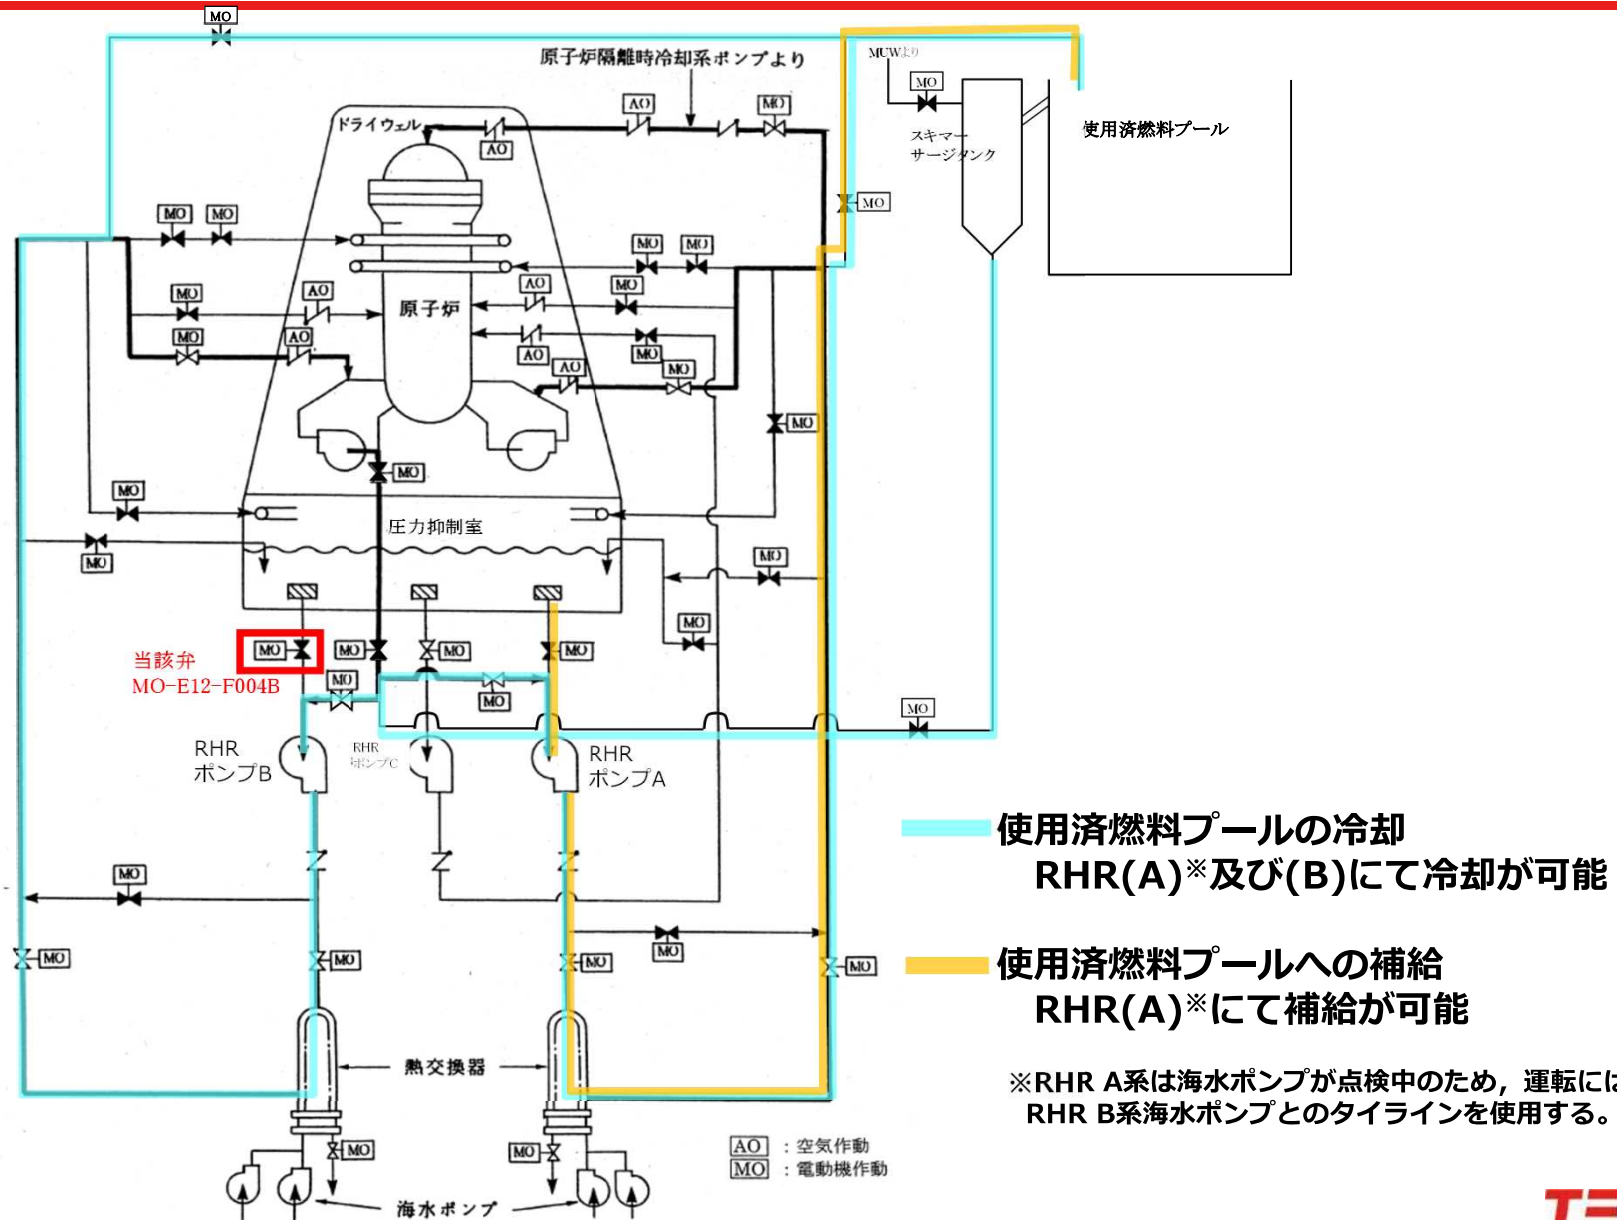 MO
AO
原子炉隔離時冷却系ポンプより
MUWより
MO
AO
MO
ドライウェル
AO
スキマー
サージタンク
使用済燃料プール
MO
MO MO
MO MO
MO
AO
原子炉
AO
MO
MO
AO
AO
MO
AO
MO
MO
MO
MO
圧力抑制室
MO
MO
MO
当該弁
MO-E12-F004B
MO
MO
MO
MO
MO
MO
MO
RHR
ポンプB
RHR
ポンプC
RHR
ポンプA
使用済燃料プールの冷却
RHR(A)※及び(B)にて冷却が可能
MO
MO
MO
MO
MO
MO
使用済燃料プールへの補給
RHR(A)※にて補給が可能
熱交換器
※RHR A系は海水ポンプが点検中のため,運転には
RHR B系海水ポンプとのタイラインを使用する。
MO
MO
AO :空気作動
MO :電動機作動
海水ポンプ